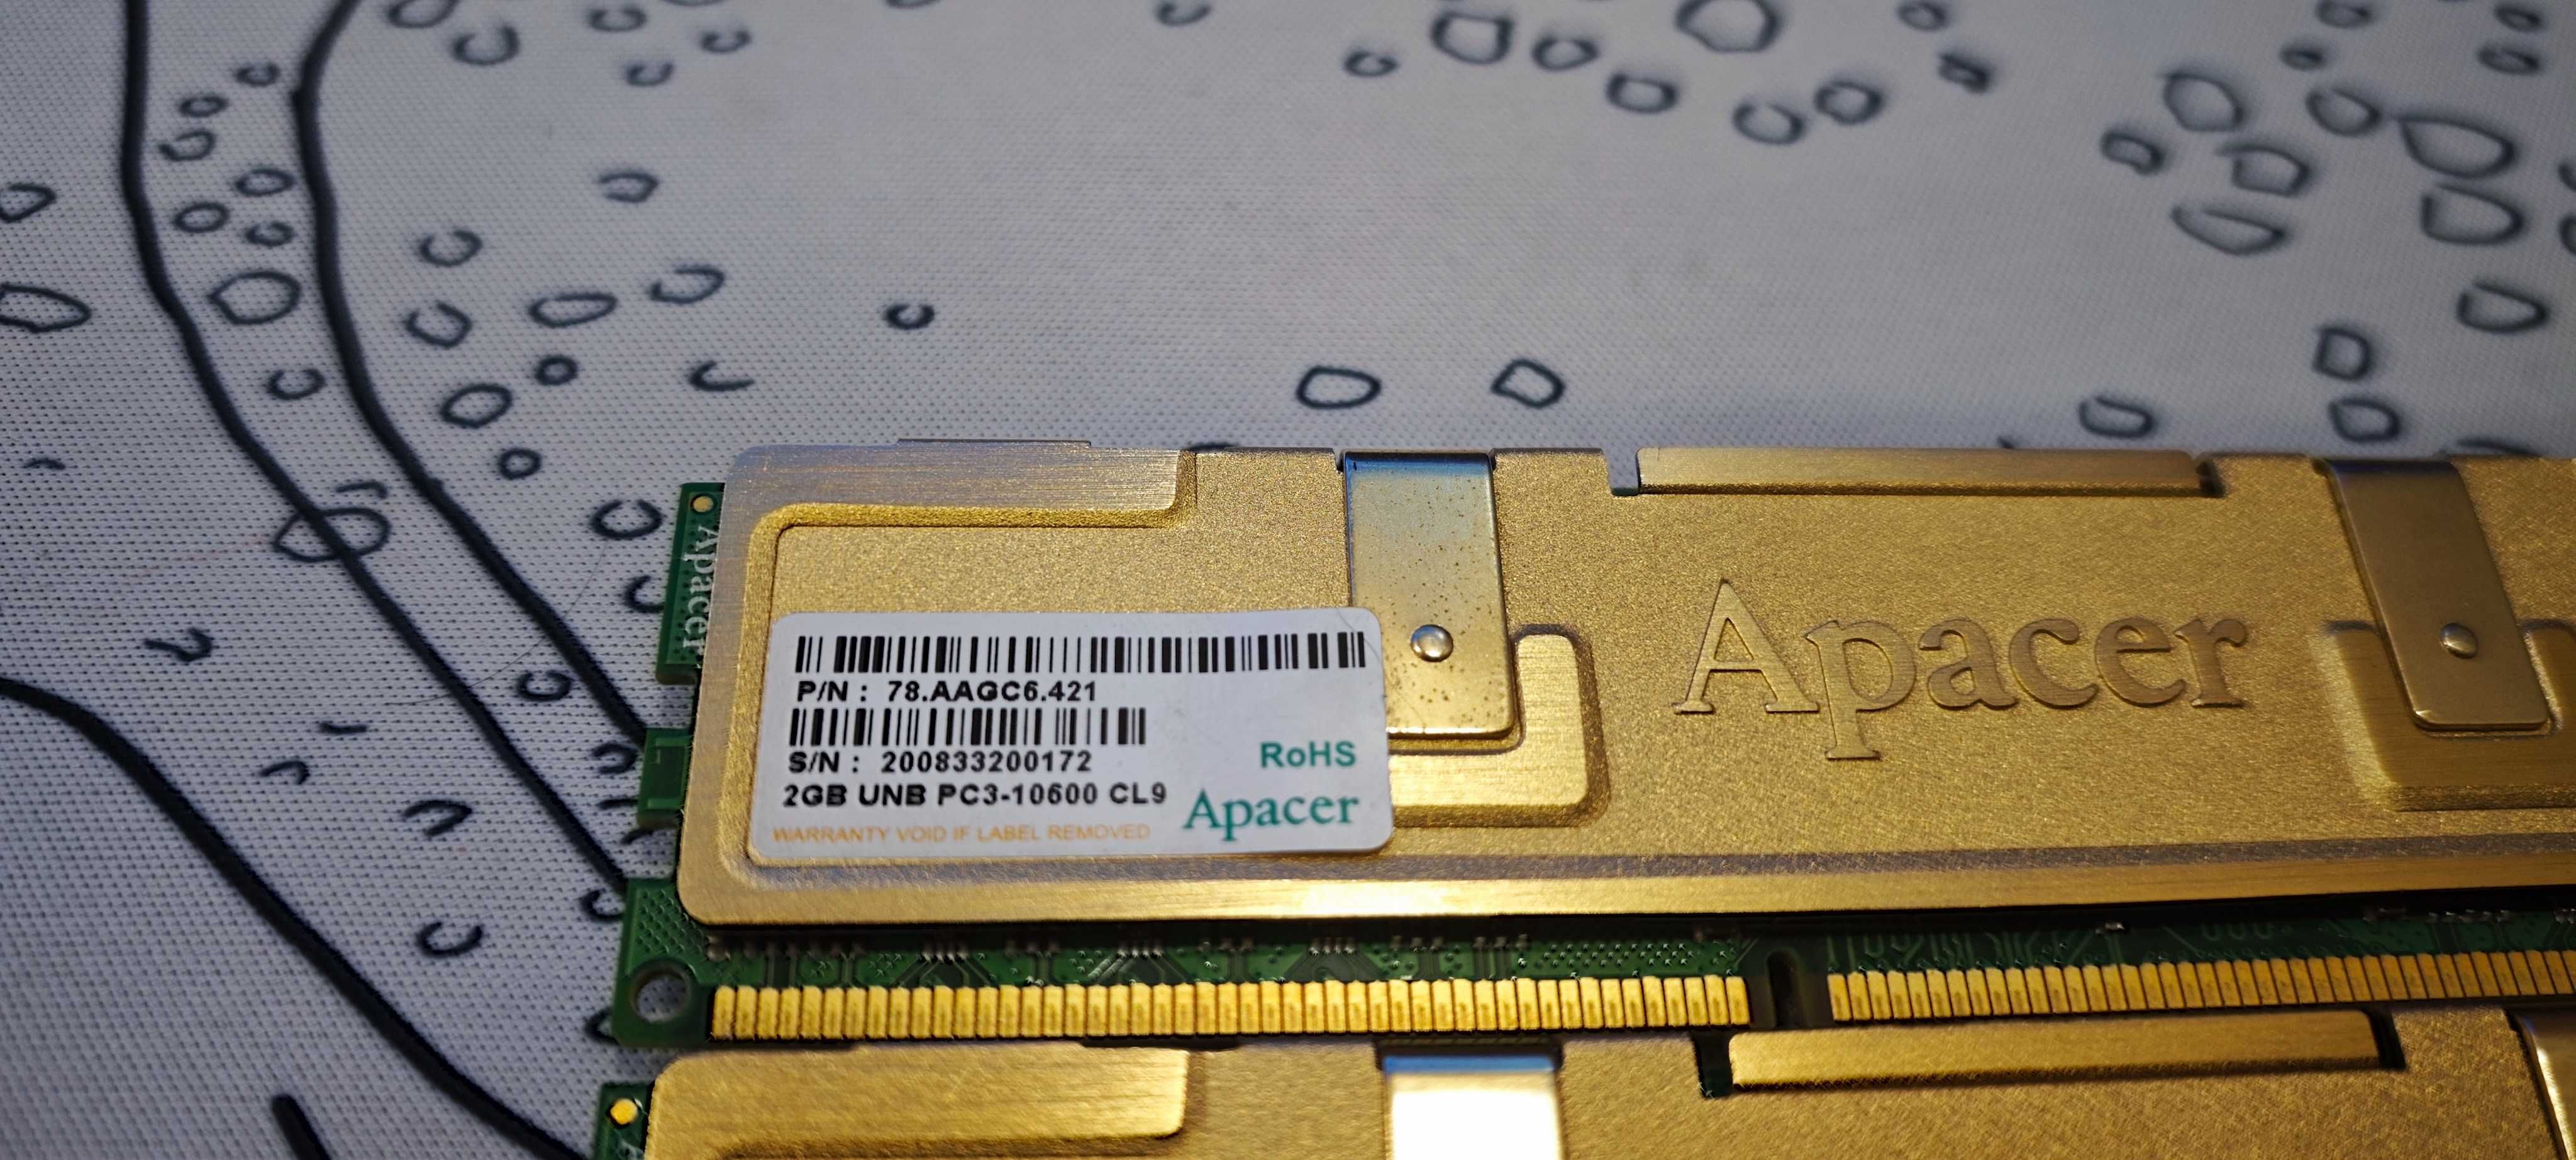 Apacer
P/N : 78.AAGC6.421
S/N : 200833200172
RoHS
2GB UNB PC3-10600 CL9
Apacer
WARRANTY VOID IF LABEL REMOVED
Apacer